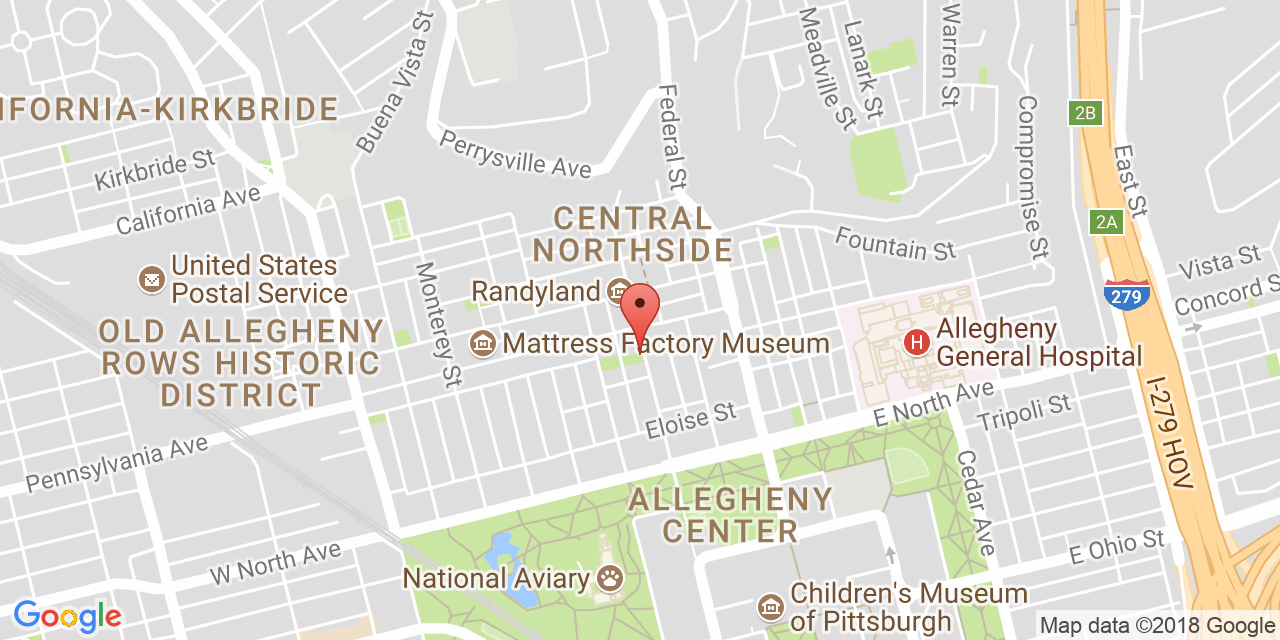 Buena Vista St
Meadville St
Lanark St
Warren St
IFORNIA-KIRKBRIDE
Federal St
Compromise St
2B
Perrysville Ave
East St
Kirkbride St
California Ave
CENTRAL
NORTHSIDE
2A
Fountain St
United States
Postal Service
Monterey St
Randyland
279
Vista St
Concord S
OLD ALLEGHENY
ROWS HISTORIC
DISTRICT
Mattress Factory Museum
H
Allegheny
General Hospital
Eloise St
E North Ave
Tripoli St
I-279 HOV
Pennsylvania Ave
Cedar Ave
ALLEGHENY
CENTER
W North Ave
E Ohio St
National Aviary
Children's Museum
of Pittsburgh
Google
Map data ©2018 Google